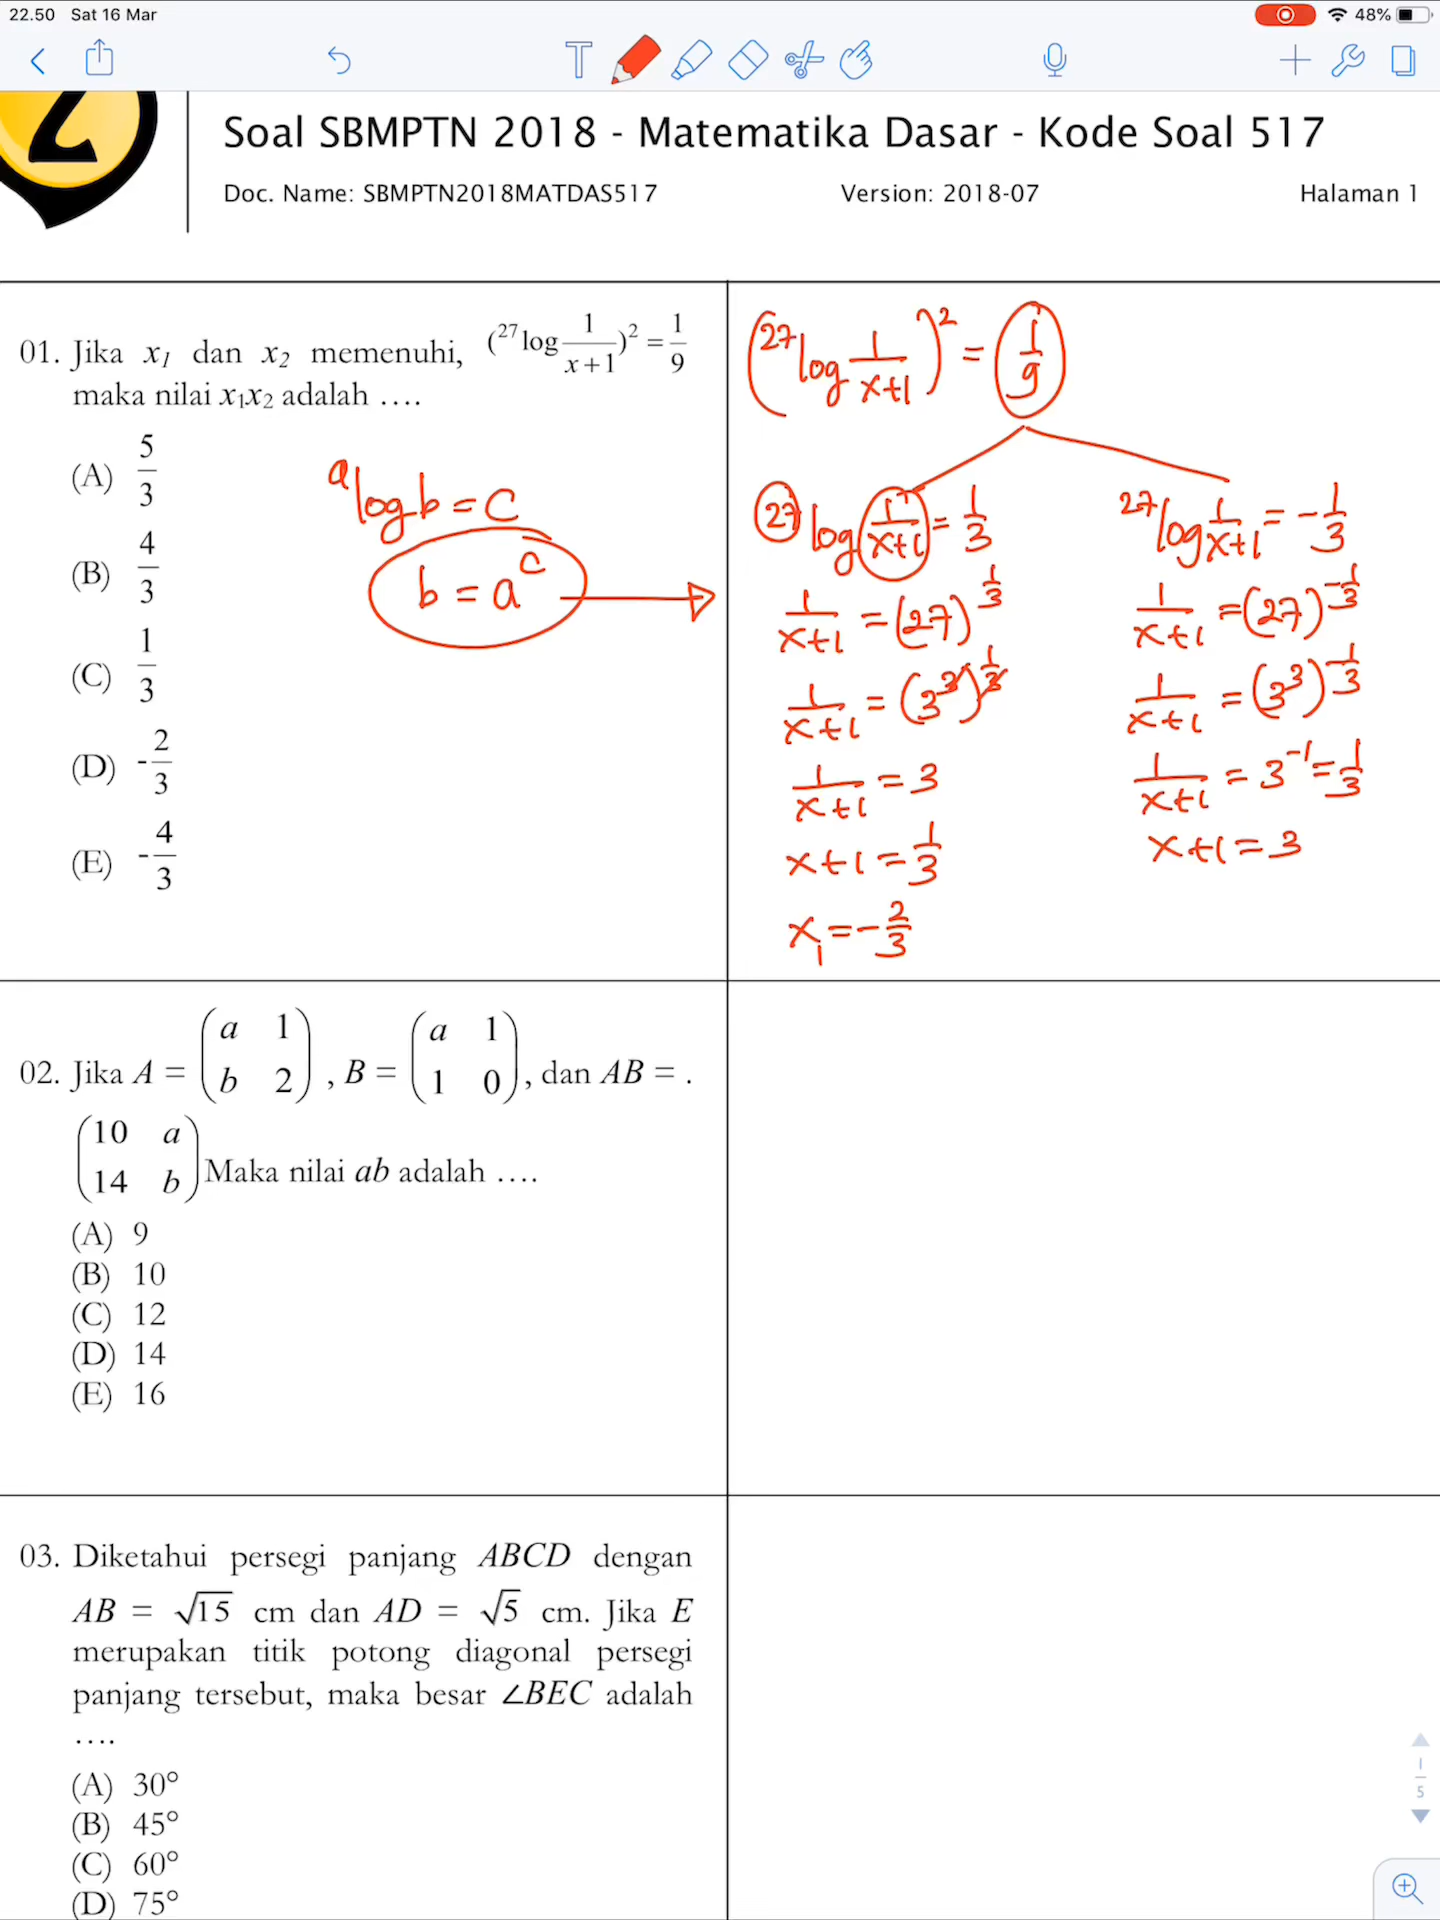 22.50 Sat 16 Mar
48%
Soal SBMPTN 2018 - Matematika Dasar - Kode Soal 517
Doc. Name: SBMPTN2018MATDAS517 Version: 2018-07 Halaman 1
01. Jika x₁ dan x₂ memenuhi, (²⁷log 1/(x+1))² = 1/9
maka nilai x₁x₂ adalah ....
(A) 5/3
(B) 4/3
(C) 1/3
(D) -2/3
(E) -4/3
ᵃlog b = c
b = aᶜ
(²⁷log 1/(x+1))² = 1/9
²⁷log(1/(x+1)) = 1/3
1/(x+1) = (27)^(1/3)
1/(x+1) = (3³)^(1/3)
1/(x+1) = 3
x+1 = 1/3
x₁ = -2/3
²⁷log 1/(x+1) = -1/3
1/(x+1) = (27)^(-1/3)
1/(x+1) = (3³)^(-1/3)
1/(x+1) = 3⁻¹ = 1/3
x+1 = 3
02. Jika A = (a 1; b 2), B = (a 1; 1 0), dan AB = .
(10 a; 14 b) Maka nilai ab adalah ....
(A) 9
(B) 10
(C) 12
(D) 14
(E) 16
03. Diketahui persegi panjang ABCD dengan
AB = √15 cm dan AD = √5 cm. Jika E
merupakan titik potong diagonal persegi
panjang tersebut, maka besar ∠BEC adalah
....
(A) 30°
(B) 45°
(C) 60°
(D) 75°
1
5